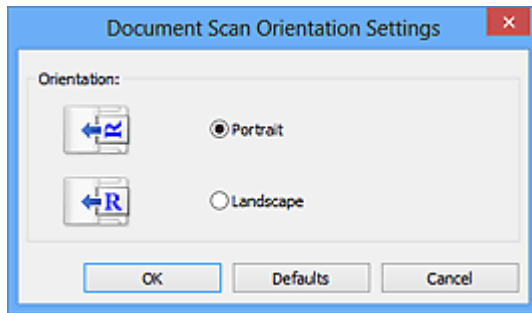 Document Scan Orientation Settings
Orientation:
R
Portrait
R
Landscape
OK Defaults Cancel